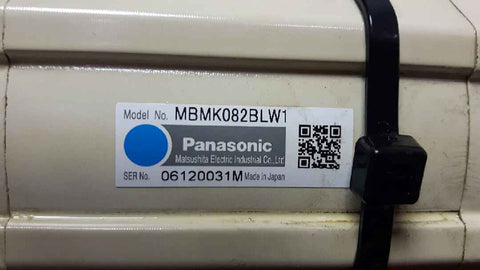 Model No. MBMK082BLW1
Panasonic
Matsushita Electric Industrial Co.,Ltd
SER No. 06120031M Made in Japan